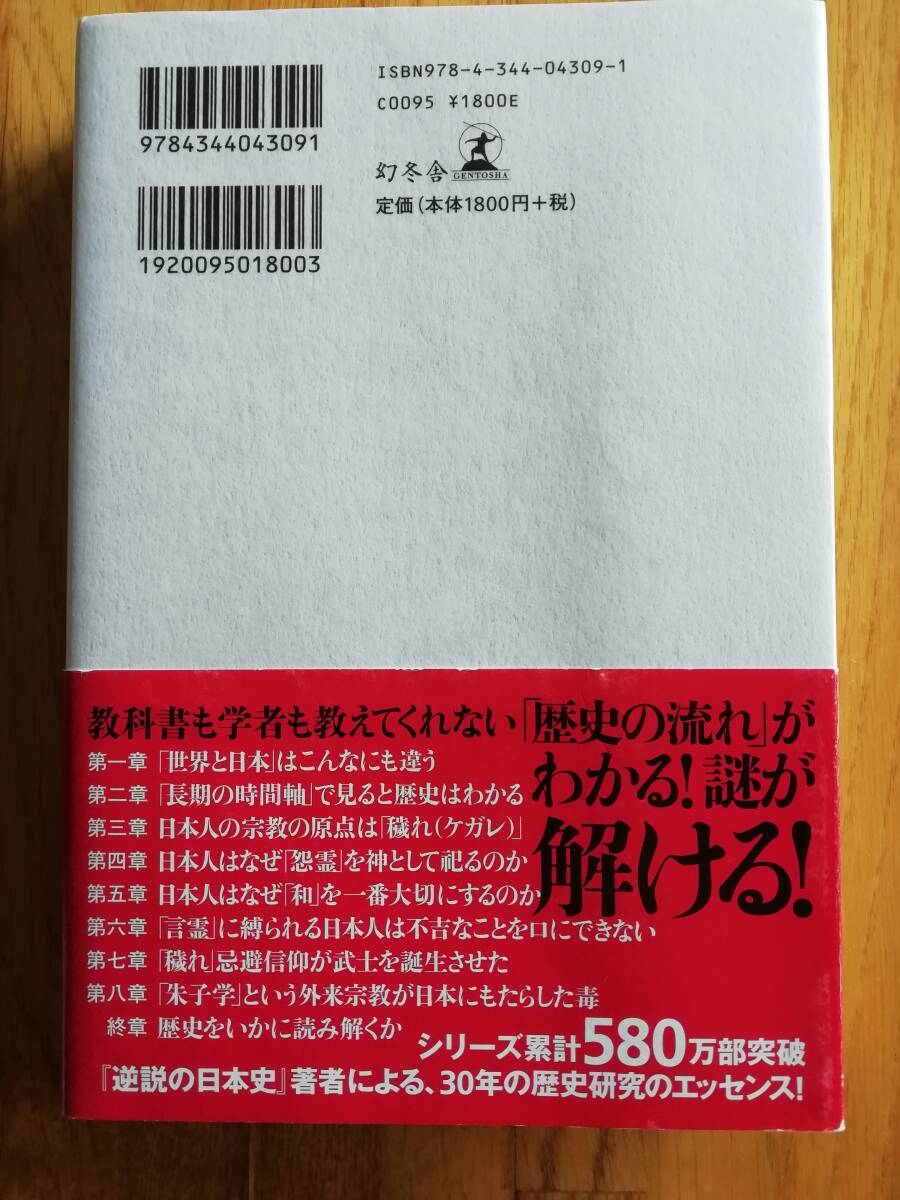 ISBN978-4-344-04309-1
C0095 ¥1800E
9784344043091
幻冬舎 GENTOSHA
定価(本体1800円+税)
1920095018003
教科書も学者も教えてくれない「歴史の流れ」が
わかる!謎が
解ける!
第一章 「世界と日本」はこんなにも違う
第二章 「長期の時間軸」で見ると歴史はわかる
第三章 日本人の宗教の原点は「穢れ(ケガレ)」
第四章 日本人はなぜ「怨霊」を神として祀るのか
第五章 日本人はなぜ「和」を一番大切にするのか
第六章 「言霊」に縛られる日本人は不吉なことを口にできない
第七章 「穢れ」忌避信仰が武士を誕生させた
第八章 「朱子学」という外来宗教が日本にもたらした毒
終章 歴史をいかに読み解くか
シリーズ累計580万部突破
『逆説の日本史』著者による、30年の歴史研究のエッセンス!